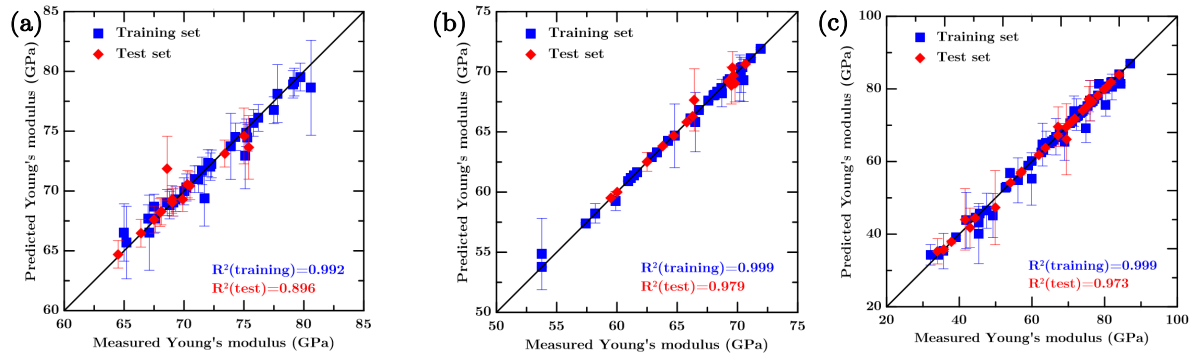 (a)
Predicted Young's modulus (GPa)
85
80
75
70
65
60
Training set
Test set
R²(training)=0.992
R²(test)=0.896
60 65 70 75 80 85
Measured Young's modulus (GPa)
(b)
Predicted Young's modulus (GPa)
75
70
65
60
55
50
Training set
Test set
R²(training)=0.999
R²(test)=0.979
50 55 60 65 70 75
Measured Young's modulus (GPa)
(c)
Predicted Young's modulus (GPa)
100
80
60
40
20
Training set
Test set
R²(training)=0.999
R²(test)=0.973
20 40 60 80 100
Measured Young's modulus (GPa)